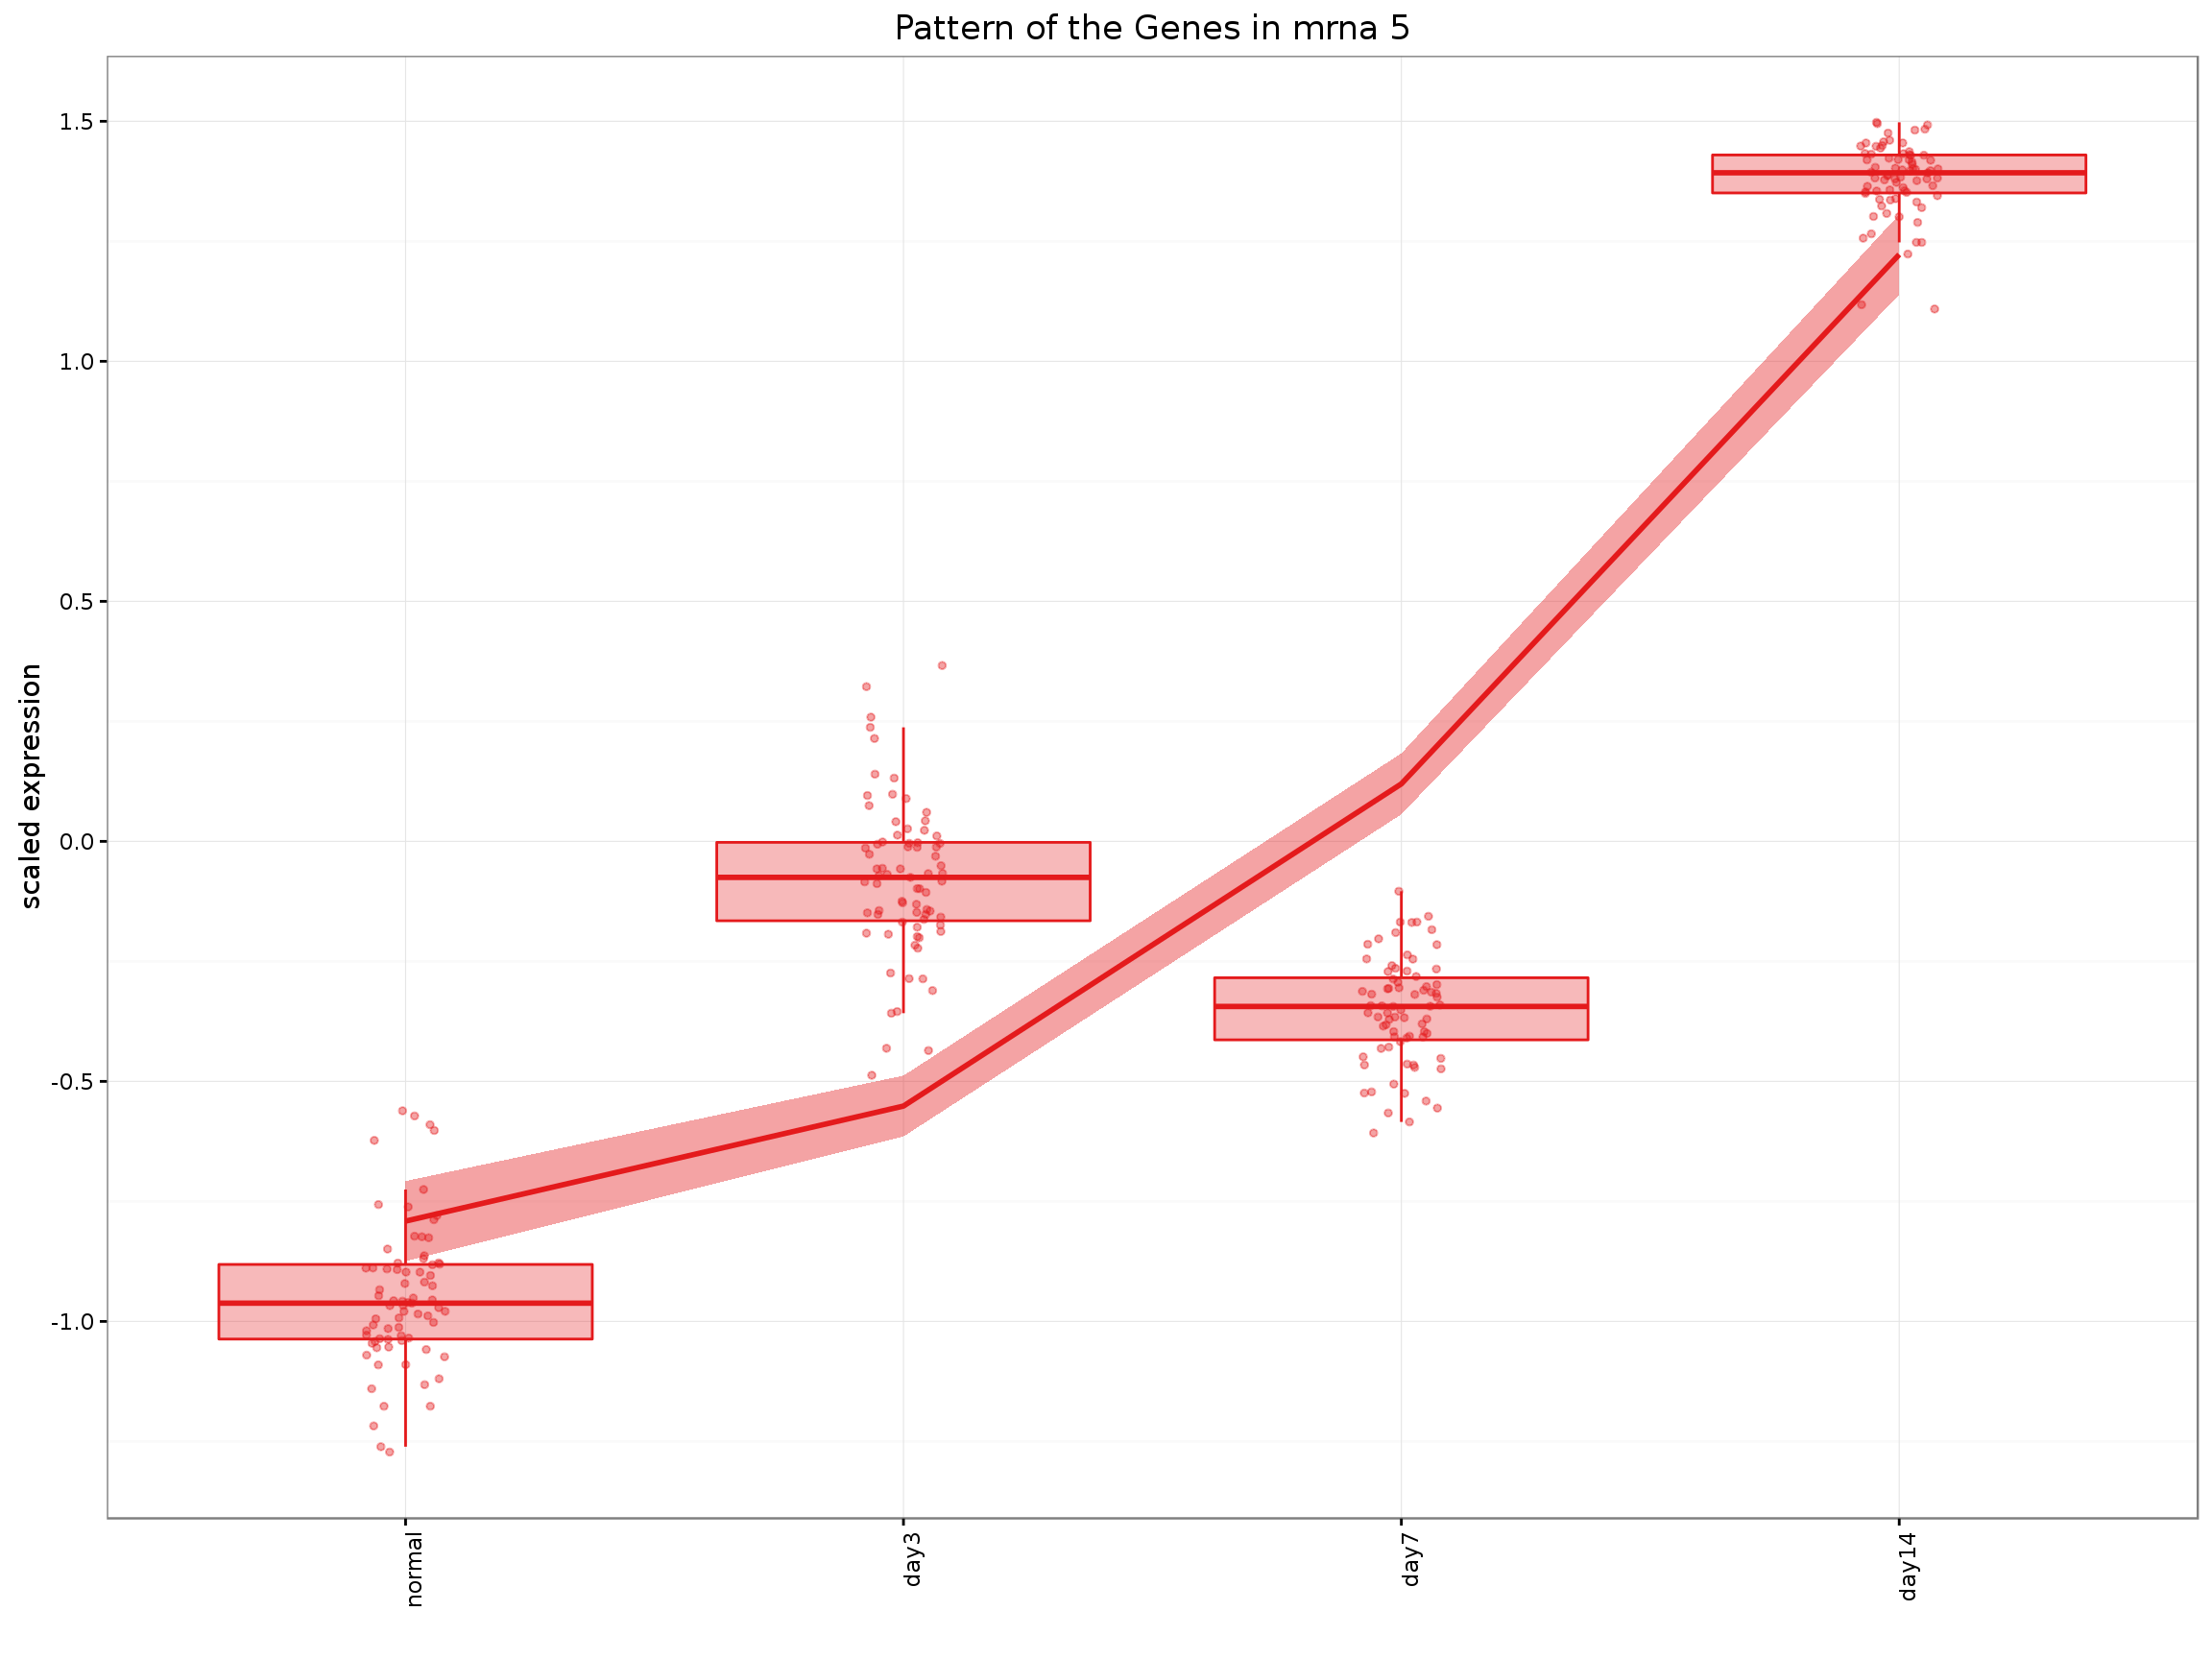 Pattern of the Genes in mrna 5
scaled expression
1.5
1.0
0.5
0.0
-0.5
-1.0
normal
day3
day7
day14